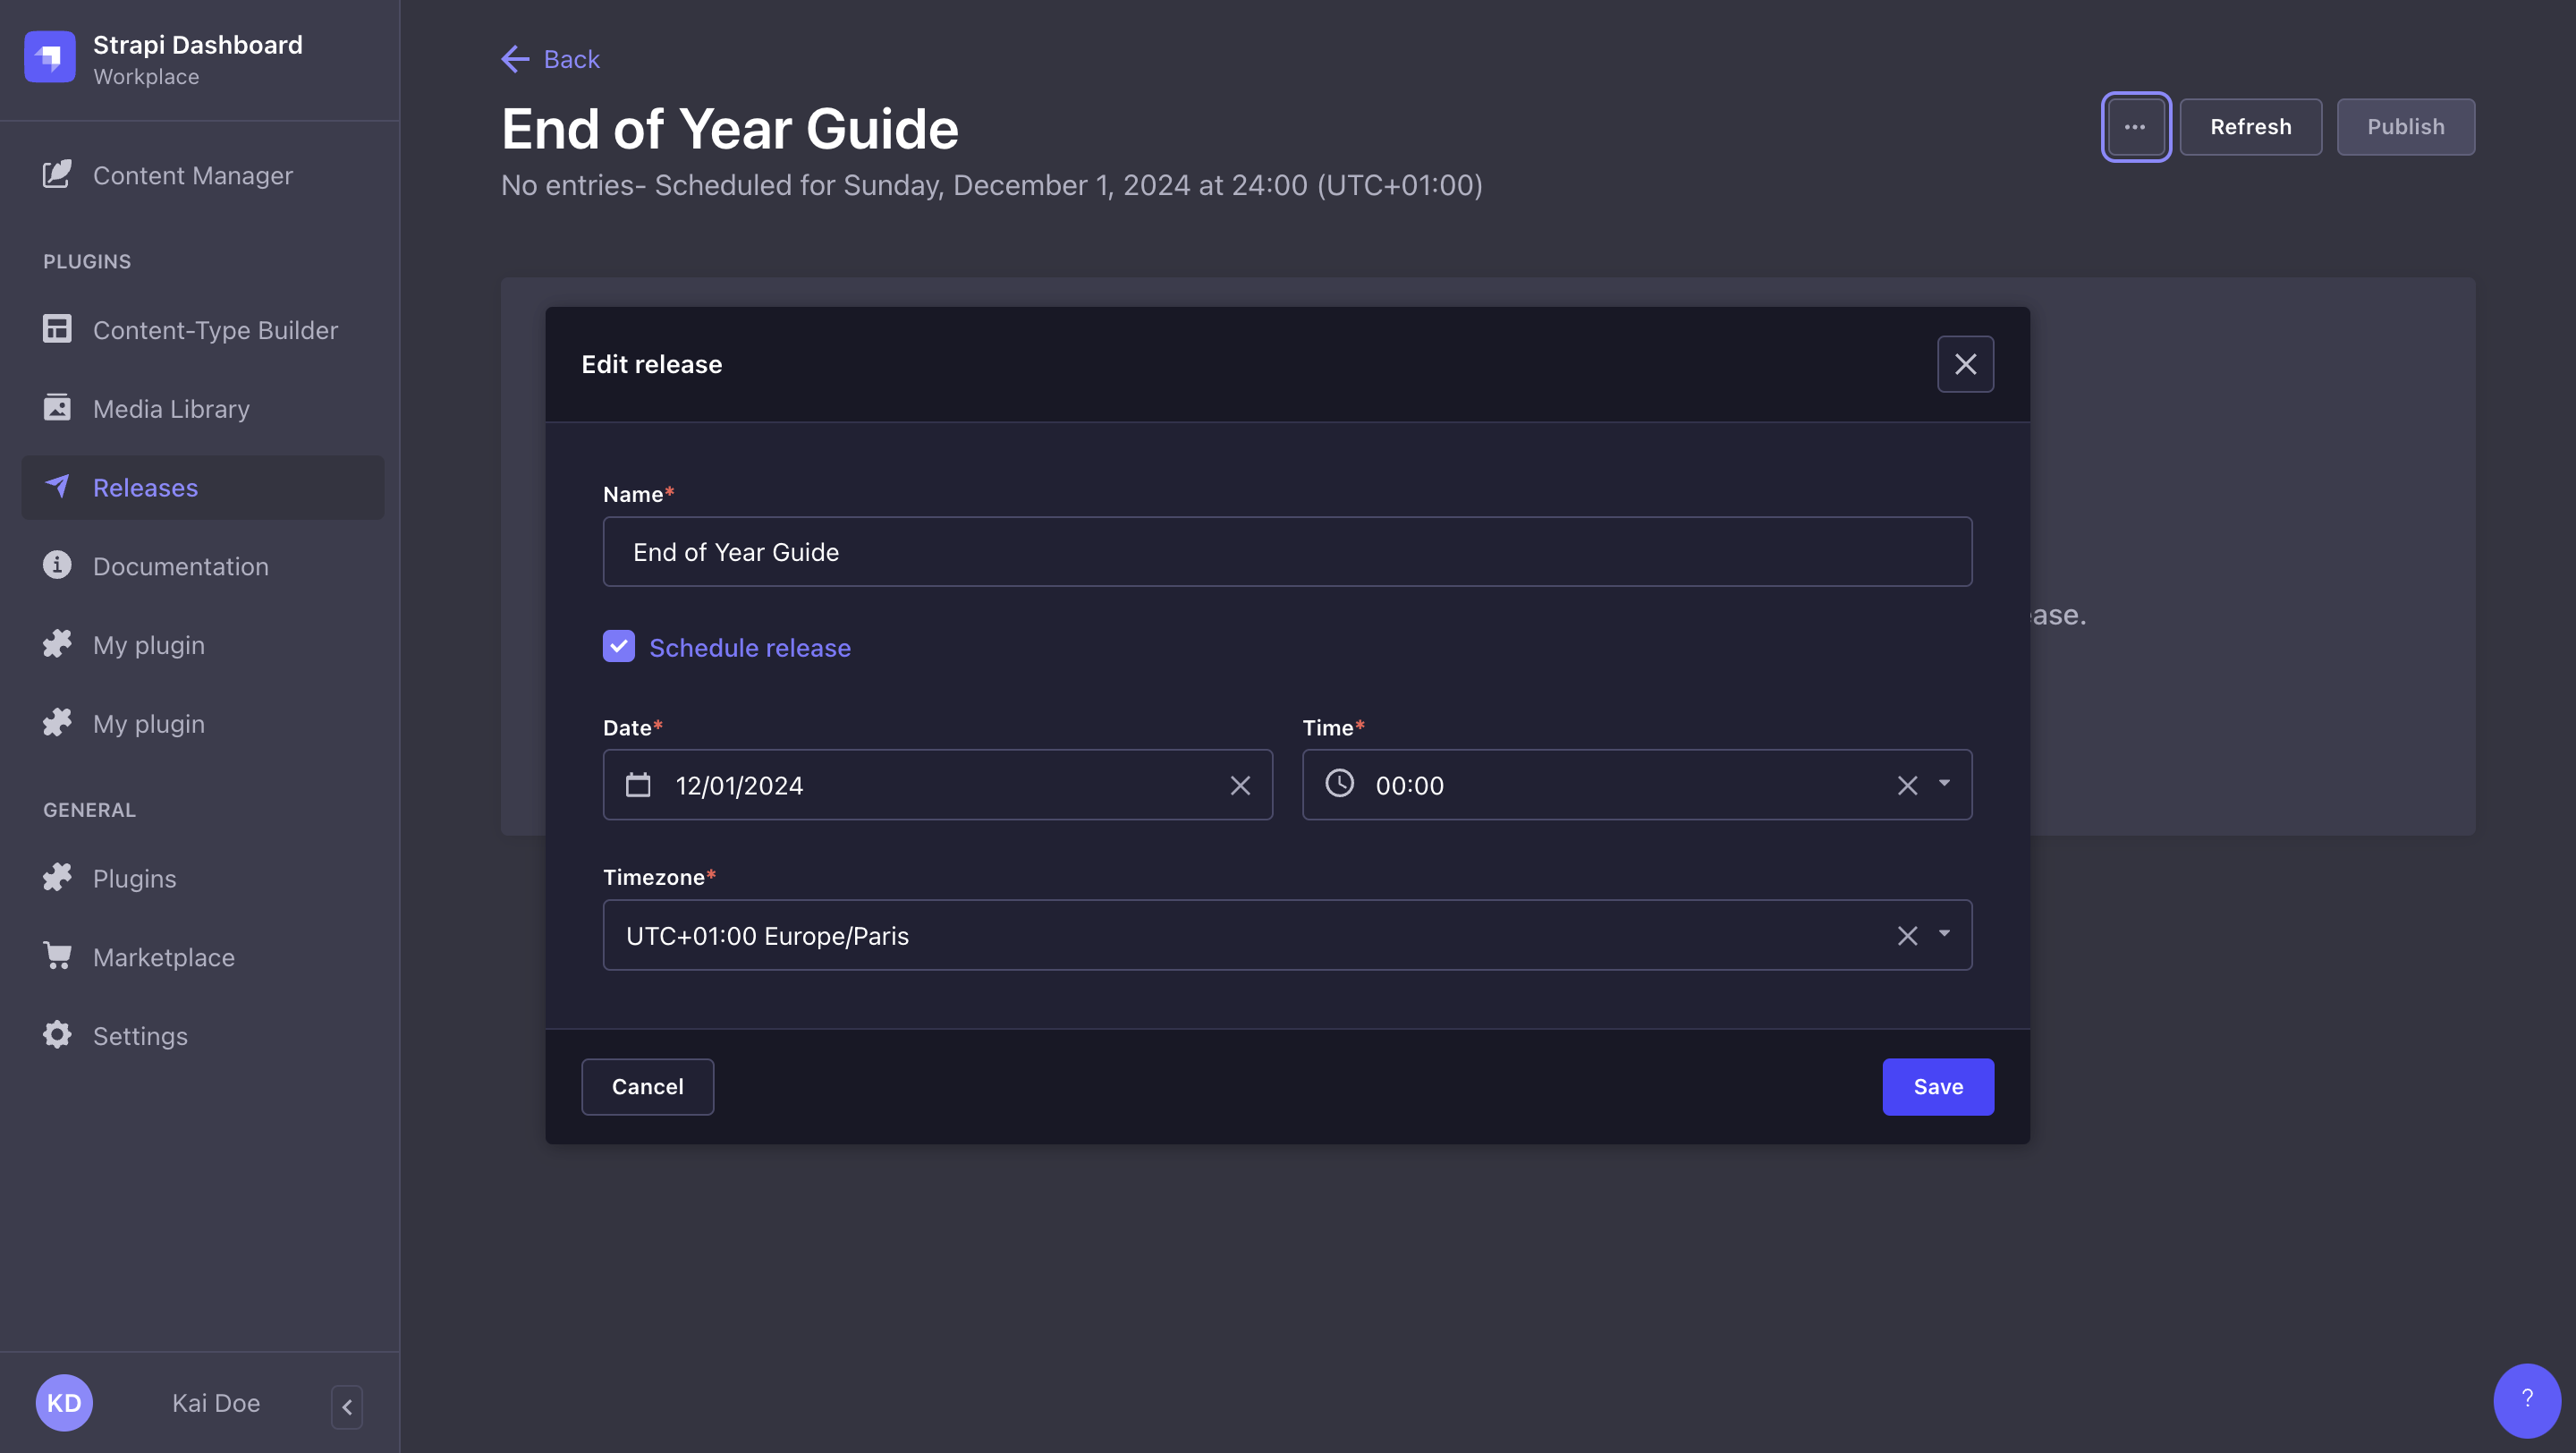 Strapi Dashboard
Workplace
Content Manager
PLUGINS
Content-Type Builder
Media Library
Releases
Documentation
My plugin
My plugin
GENERAL
Plugins
Marketplace
Settings
KD
Kai Doe
Back
End of Year Guide
No entries- Scheduled for Sunday, December 1, 2024 at 24:00 (UTC+01:00)
Refresh
Publish
Edit release
Name*
End of Year Guide
Schedule release
Date*
Time*
12/01/2024
00:00
Timezone*
UTC+01:00 Europe/Paris
Cancel
Save
ease.
?